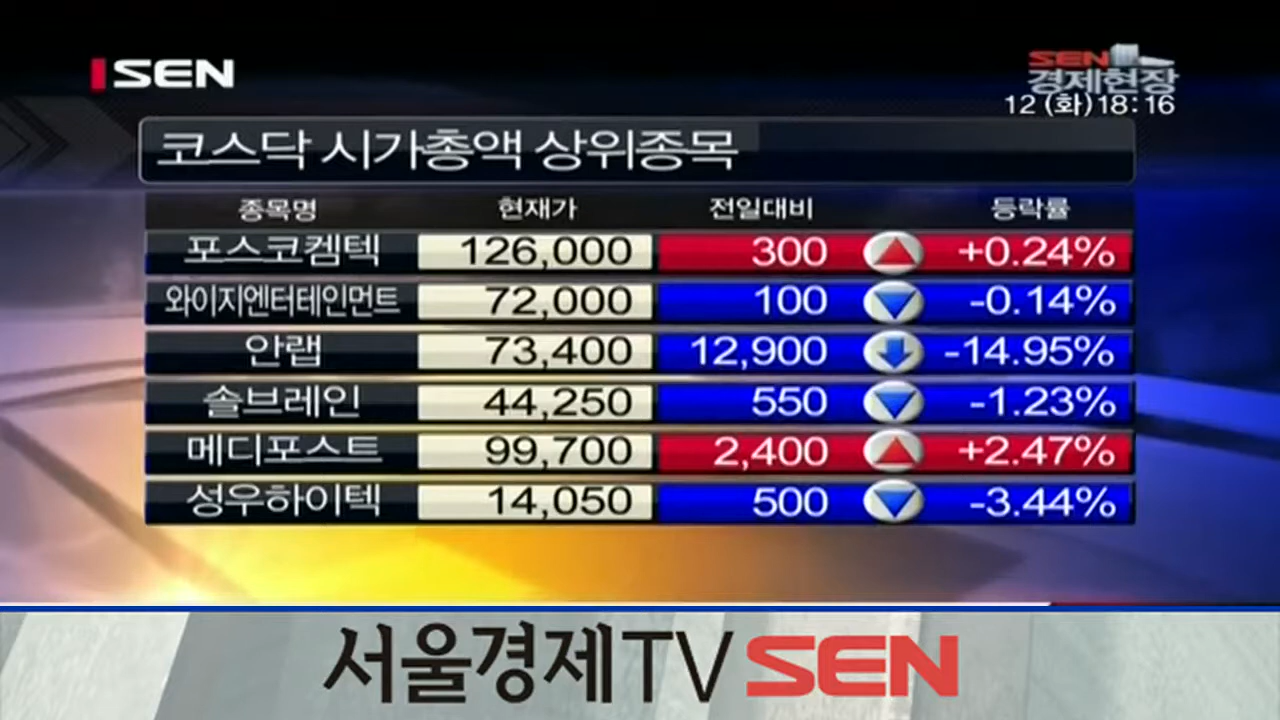 SEN
SEN
경제현장
12 (화) 18:16
코스닥 시가총액 상위종목
종목명 현재가 전일대비 등락률
포스코켐텍 126,000 300 +0.24%
와이지엔터테인먼트 72,000 100 -0.14%
안랩 73,400 12,900 -14.95%
솔브레인 44,250 550 -1.23%
메디포스트 99,700 2,400 +2.47%
성우하이텍 14,050 500 -3.44%
서울경제TV SEN